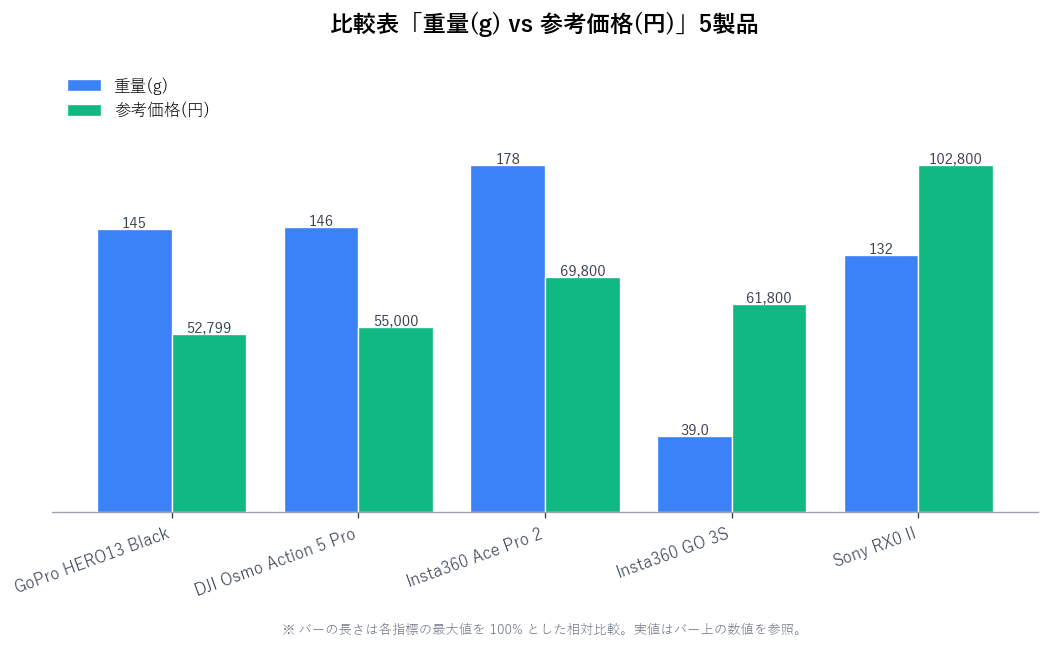 比較表「重量(g) vs 参考価格(円)」5製品
重量(g)
参考価格(円)
145
52,799
146
55,000
178
69,800
39.0
61,800
132
102,800
GoPro HERO13 Black
DJI Osmo Action 5 Pro
Insta360 Ace Pro 2
Insta360 GO 3S
Sony RX0 II
※ バーの長さは各指標の最大値を 100% とした相対比較。実値はバー上の数値を参照。